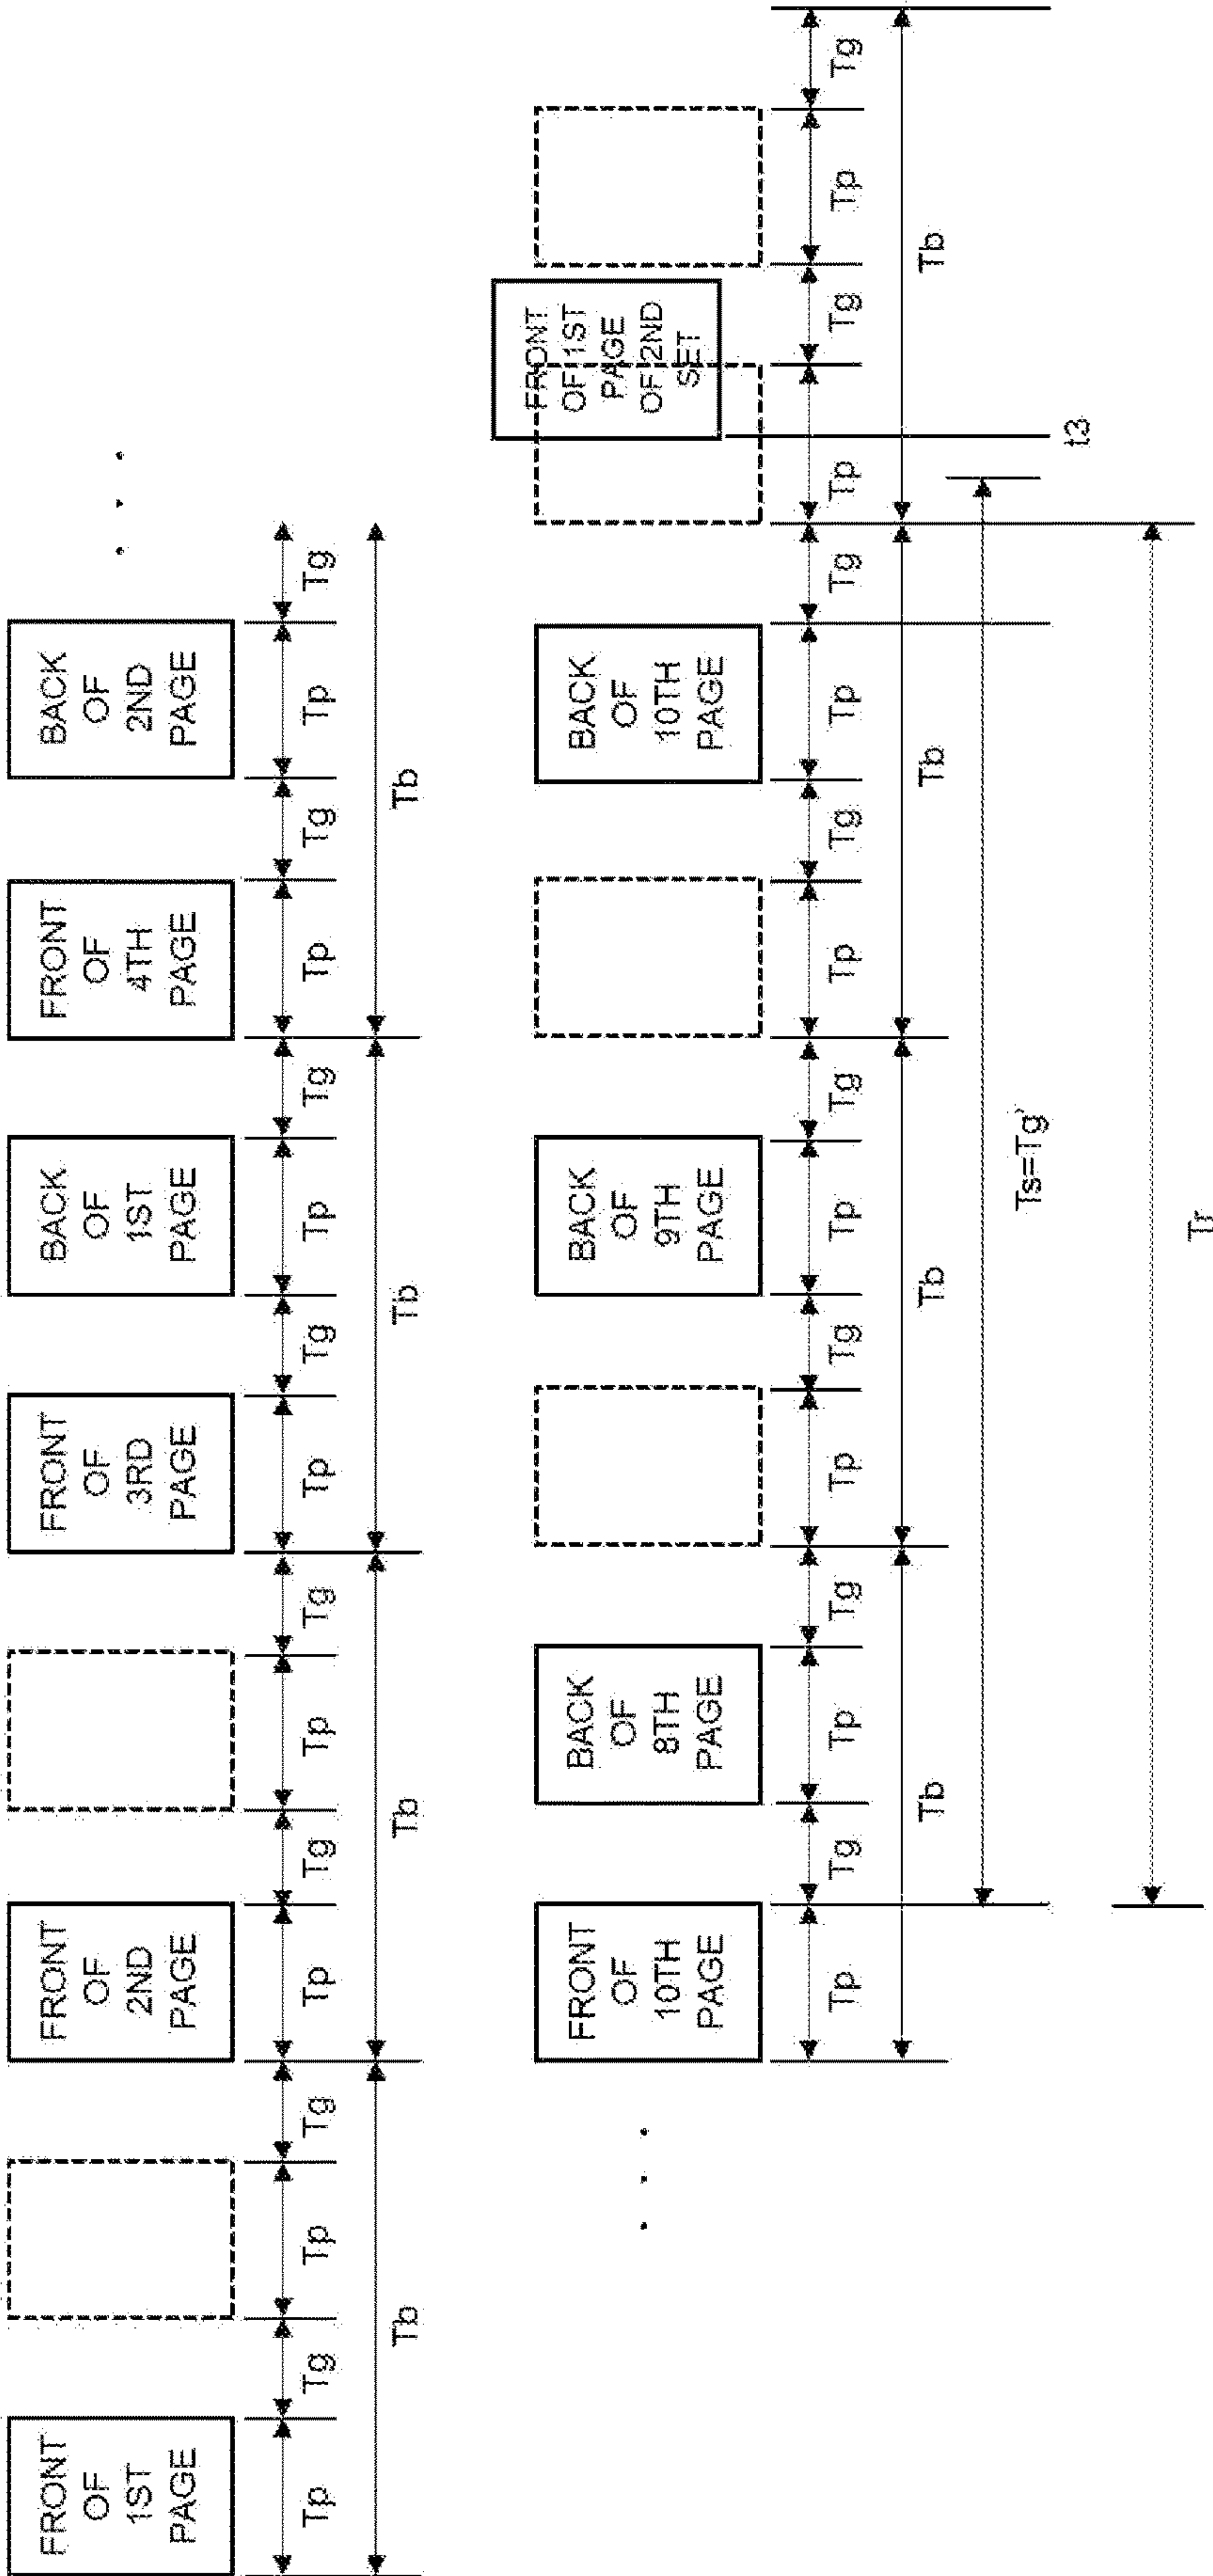 FRONT
OF
1ST
PAGE
FRONT
OF
2ND
PAGE
FRONT
OF
3RD
PAGE
BACK
OF
1ST
PAGE
FRONT
OF
4TH
PAGE
BACK
OF
2ND
PAGE
. . .
Tp Tg Tp Tg Tp Tg Tp Tg Tp Tg Tp Tg Tp Tg Tp Tg
Tb Tb Tb Tb
. . .
FRONT
OF
10TH
PAGE
BACK
OF
8TH
PAGE
BACK
OF
9TH
PAGE
BACK
OF
10TH
PAGE
FRONT
OF 1ST
PAGE
OF 2ND
SET
Tp Tg Tp Tg Tp Tg Tp Tg Tp Tg Tp Tg Tp Tg Tp Tg
Tb Tb Tb Tb
Ts=Tg'
t3
Tr